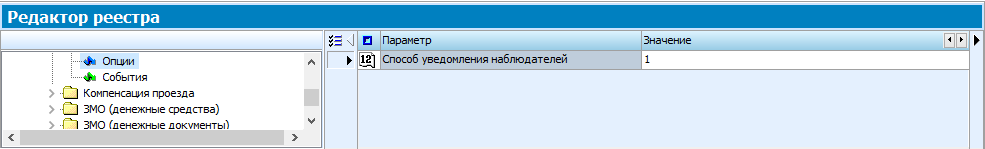 Редактор реестра
Параметр Значение
Опции
12 Способ уведомления наблюдателей 1
События
Компенсация проезда
ЗМО (денежные средства)
ЗМО (денежные документы)